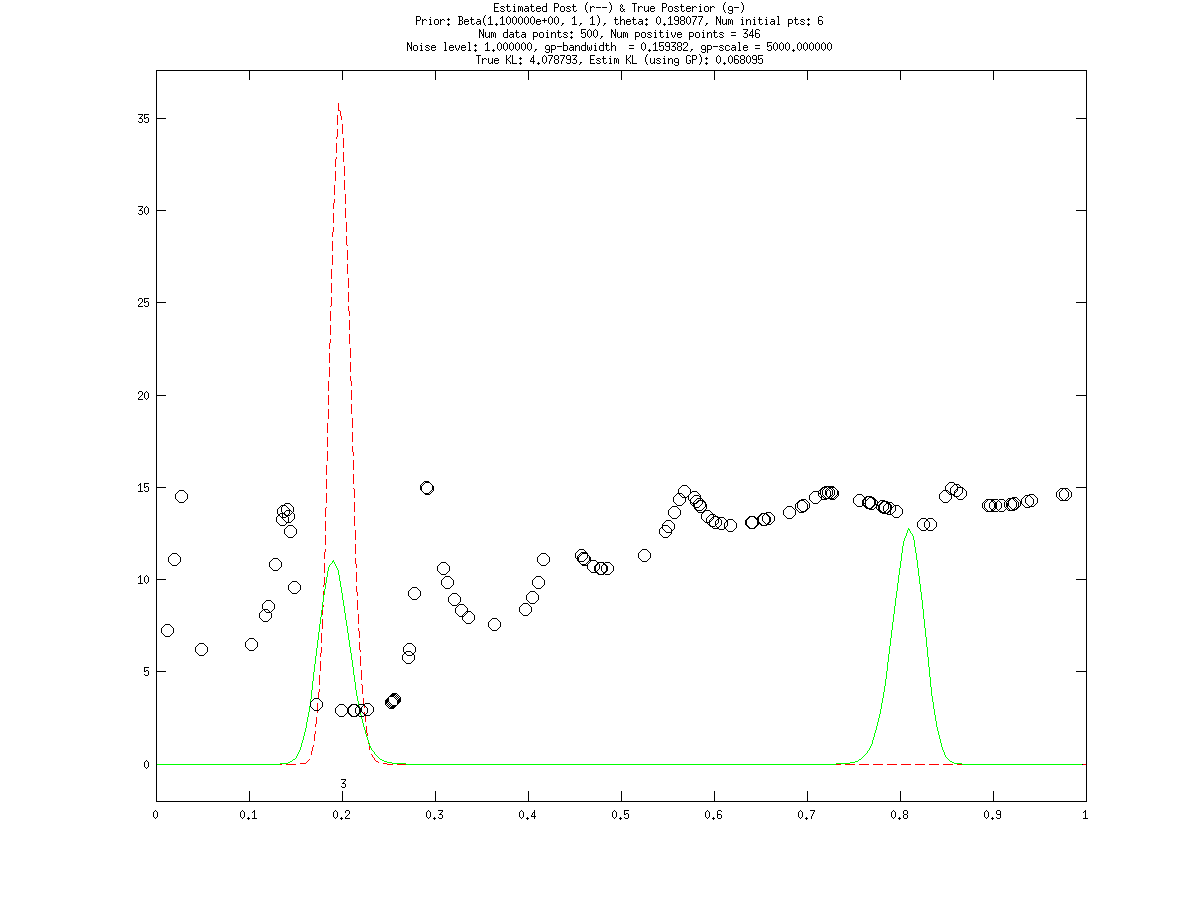 Estimated Post (r--) & True Posterior (g-)
Prior: Beta(1.100000e+00, 1, 1), theta: 0.198077, Num initial pts: 6
Num data points: 500, Num positive points = 346
Noise level: 1.000000, gp-bandwidth  = 0.159382, gp-scale = 5000.000000
True KL: 4.078793, Estim KL (using GP): 0.068095
35
30
25
20
15
10
5
0
3
0 0.1 0.2 0.3 0.4 0.5 0.6 0.7 0.8 0.9 1